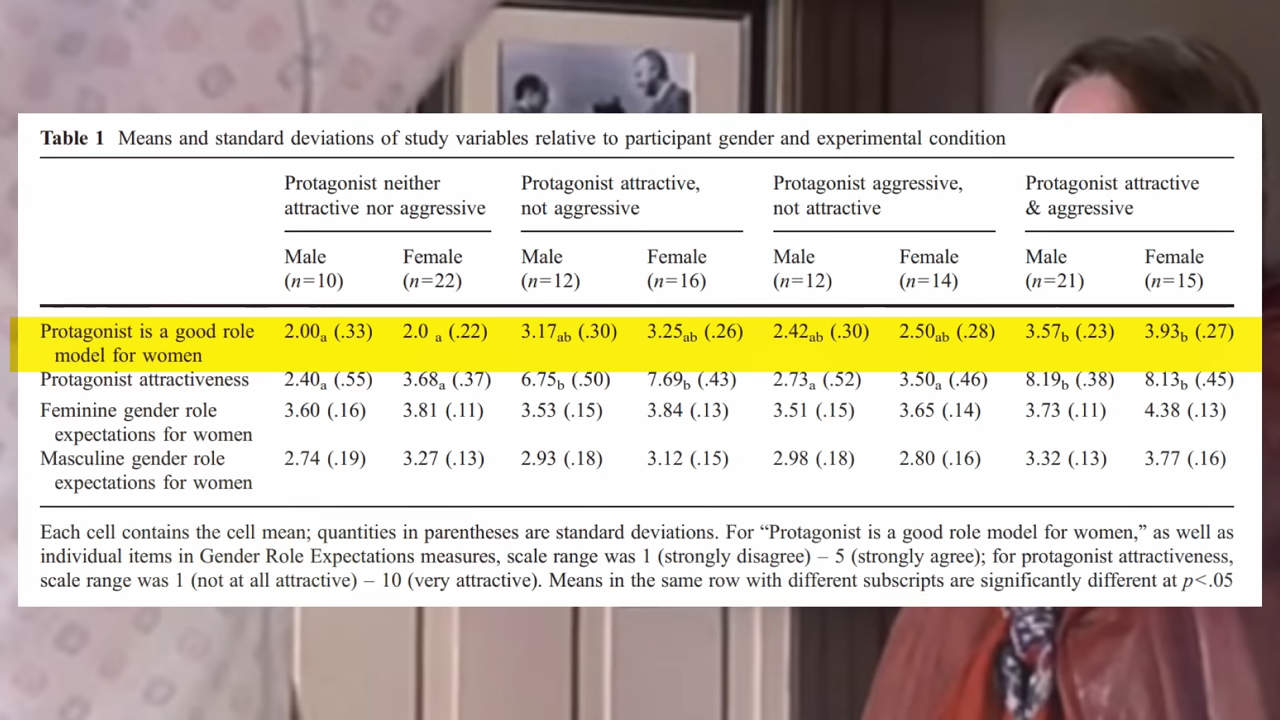 Table 1 Means and standard deviations of study variables relative to participant gender and experimental condition
Protagonist neither attractive nor aggressive
Protagonist attractive, not aggressive
Protagonist aggressive, not attractive
Protagonist attractive & aggressive
Male (n=10) Female (n=22) Male (n=12) Female (n=16) Male (n=12) Female (n=14) Male (n=21) Female (n=15)
Protagonist is a good role model for women 2.00a (.33) 2.0 a (.22) 3.17ab (.30) 3.25ab (.26) 2.42ab (.30) 2.50ab (.28) 3.57b (.23) 3.93b (.27)
Protagonist attractiveness 2.40a (.55) 3.68a (.37) 6.75b (.50) 7.69b (.43) 2.73a (.52) 3.50a (.46) 8.19b (.38) 8.13b (.45)
Feminine gender role expectations for women 3.60 (.16) 3.81 (.11) 3.53 (.15) 3.84 (.13) 3.51 (.15) 3.65 (.14) 3.73 (.11) 4.38 (.13)
Masculine gender role expectations for women 2.74 (.19) 3.27 (.13) 2.93 (.18) 3.12 (.15) 2.98 (.18) 2.80 (.16) 3.32 (.13) 3.77 (.16)
Each cell contains the cell mean; quantities in parentheses are standard deviations. For “Protagonist is a good role model for women,” as well as
individual items in Gender Role Expectations measures, scale range was 1 (strongly disagree) – 5 (strongly agree); for protagonist attractiveness,
scale range was 1 (not at all attractive) – 10 (very attractive). Means in the same row with different subscripts are significantly different at p<.05